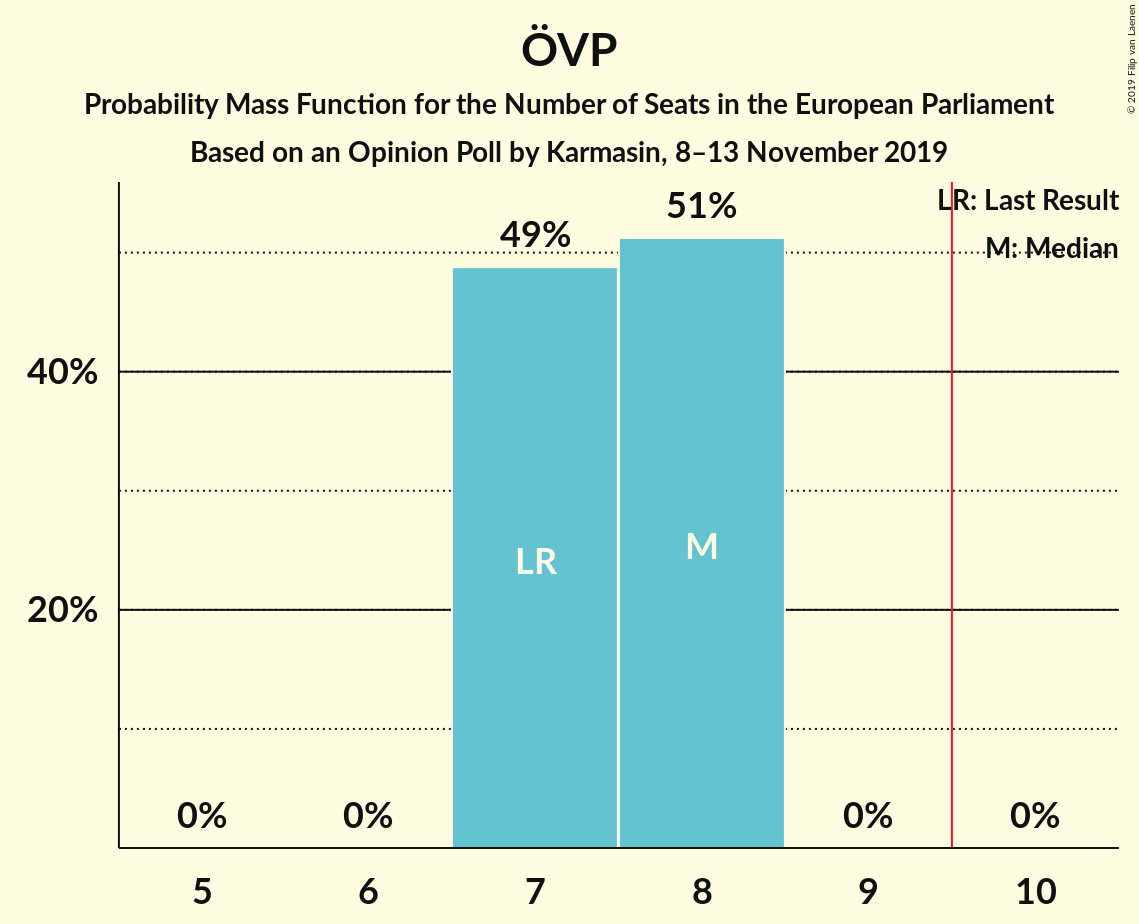 ÖVP
Probability Mass Function for the Number of Seats in the European Parliament
Based on an Opinion Poll by Karmasin, 8–13 November 2019
© 2019 Filip van Laenen
LR: Last Result
M: Median
49%
51%
40%
20%
LR
M
0%
0%
0%
0%
5
6
7
8
9
10